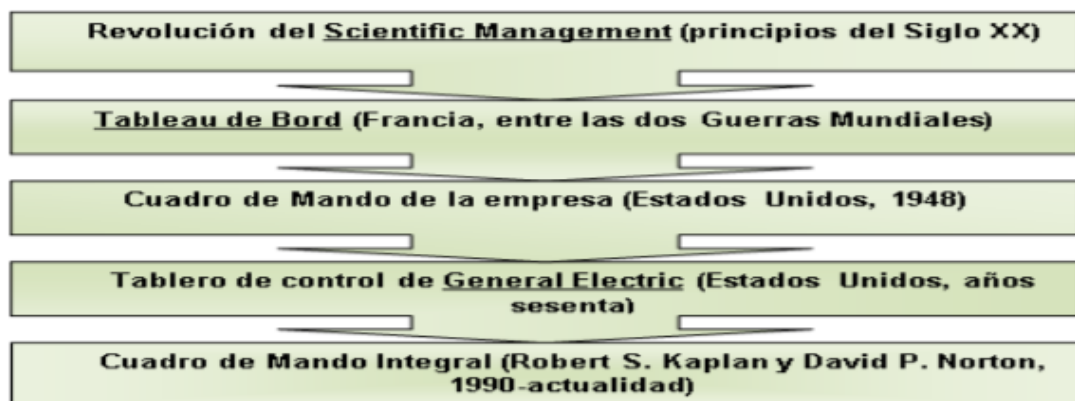 Revolución del Scientific Management (principios del Siglo XX)
Tableau de Bord (Francia, entre las dos Guerras Mundiales)
Cuadro de Mando de la empresa (Estados Unidos, 1948)
Tablero de control de General Electric (Estados Unidos, años
sesenta)
Cuadro de Mando Integral (Robert S. Kaplan y David P. Norton,
1990-actualidad)